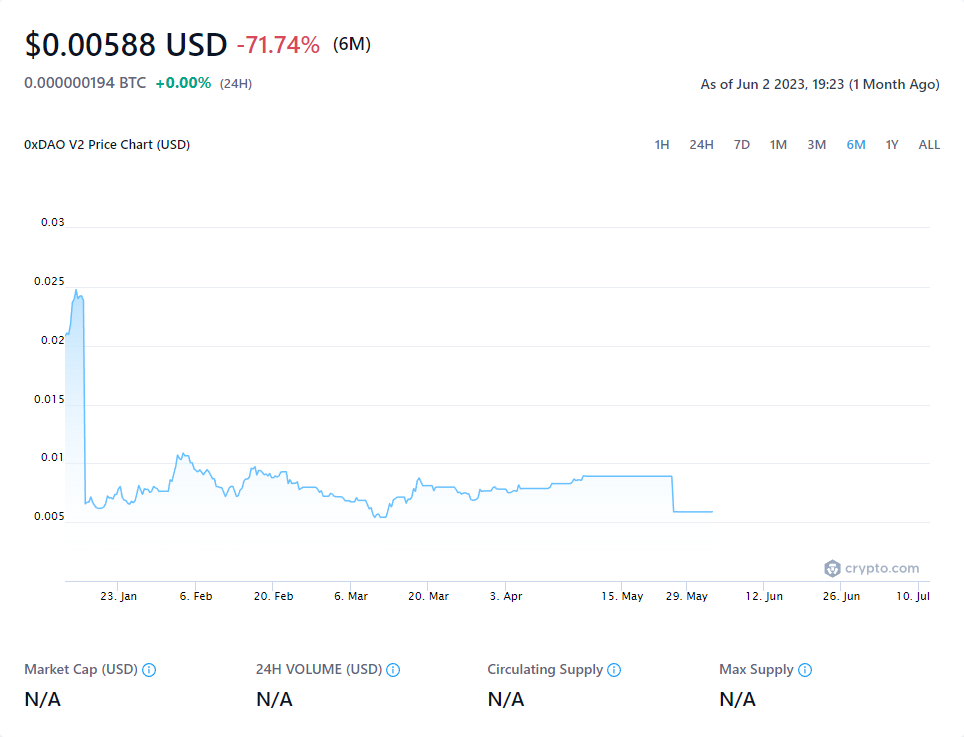 $0.00588 USD -71.74% (6M)
0.000000194 BTC +0.00% (24H)
As of Jun 2 2023, 19:23 (1 Month Ago)
0xDAO V2 Price Chart (USD)
1H 24H 7D 1M 3M 6M 1Y ALL
0.03
0.025
0.02
0.015
0.01
0.005
crypto.com
23. Jan 6. Feb 20. Feb 6. Mar 20. Mar 3. Apr 15. May 29. May 12. Jun 26. Jun 10. Jul
Market Cap (USD) 24H VOLUME (USD) Circulating Supply Max Supply
N/A N/A N/A N/A